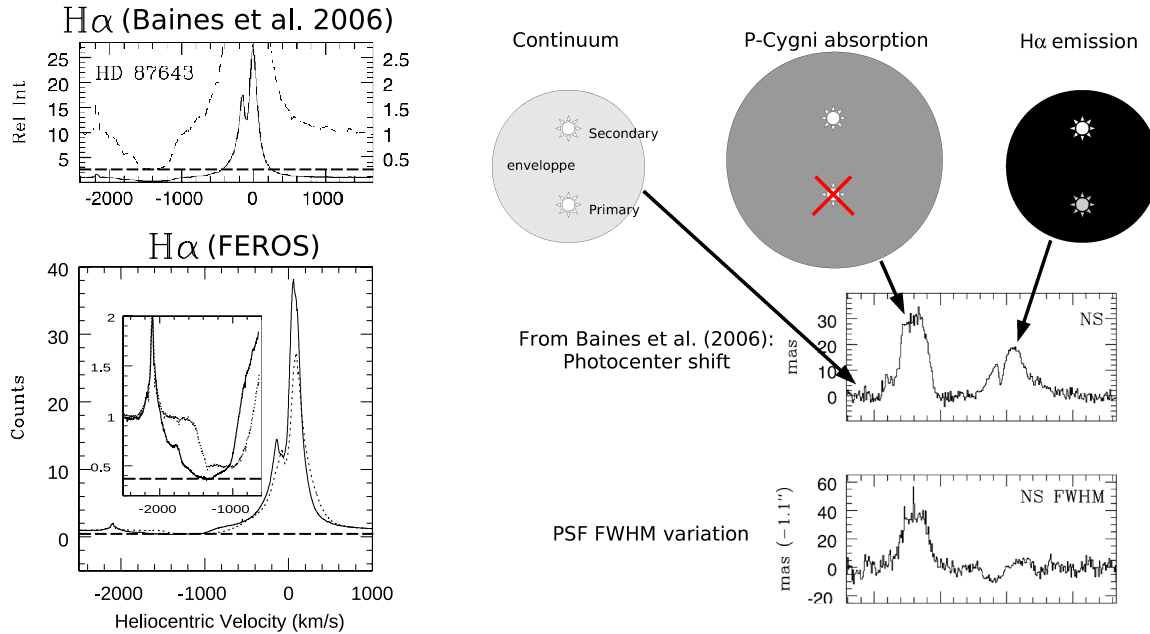 Hα (Baines et al. 2006)
HD 87643
Rel Int
25
20
15
10
5
2.5
2
1.5
1
0.5
-2000
-1000
0
1000
Hα (FEROS)
Counts
40
30
20
10
0
2
1.5
1
0.5
-2000
-1000
-2000
-1000
0
1000
Heliocentric Velocity (km/s)
Continuum
Secondary
enveloppe
Primary
P-Cygni absorption
Hα emission
From Baines et al. (2006):
Photocenter shift
NS
mas
30
20
10
0
PSF FWHM variation
NS FWHM
mas (−1.1")
60
40
20
0
-20